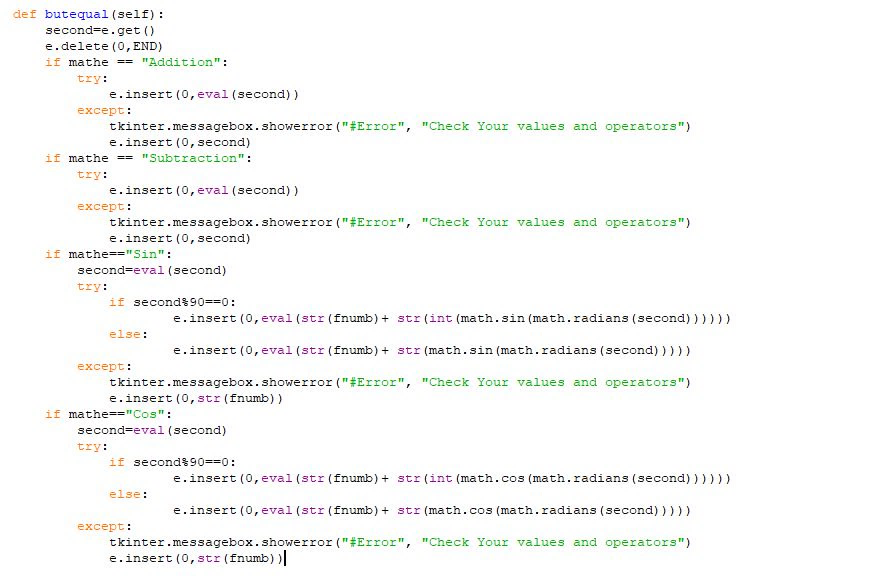 def butequal(self):
    second=e.get()
    e.delete(0,END)
    if mathe == "Addition":
        try:
            e.insert(0,eval(second))
        except:
            tkinter.messagebox.showerror("#Error", "Check Your values and operators")
            e.insert(0,second)
    if mathe == "Subtraction":
        try:
            e.insert(0,eval(second))
        except:
            tkinter.messagebox.showerror("#Error", "Check Your values and operators")
            e.insert(0,second)
    if mathe=="Sin":
        second=eval(second)
        try:
            if second%90==0:
                    e.insert(0,eval(str(fnumb)+ str(int(math.sin(math.radians(second))))))
            else:
                    e.insert(0,eval(str(fnumb)+ str(math.sin(math.radians(second)))))
        except:
            tkinter.messagebox.showerror("#Error", "Check Your values and operators")
            e.insert(0,str(fnumb))
    if mathe=="Cos":
        second=eval(second)
        try:
            if second%90==0:
                    e.insert(0,eval(str(fnumb)+ str(int(math.cos(math.radians(second))))))
            else:
                    e.insert(0,eval(str(fnumb)+ str(math.cos(math.radians(second)))))
        except:
            tkinter.messagebox.showerror("#Error", "Check Your values and operators")
            e.insert(0,str(fnumb))